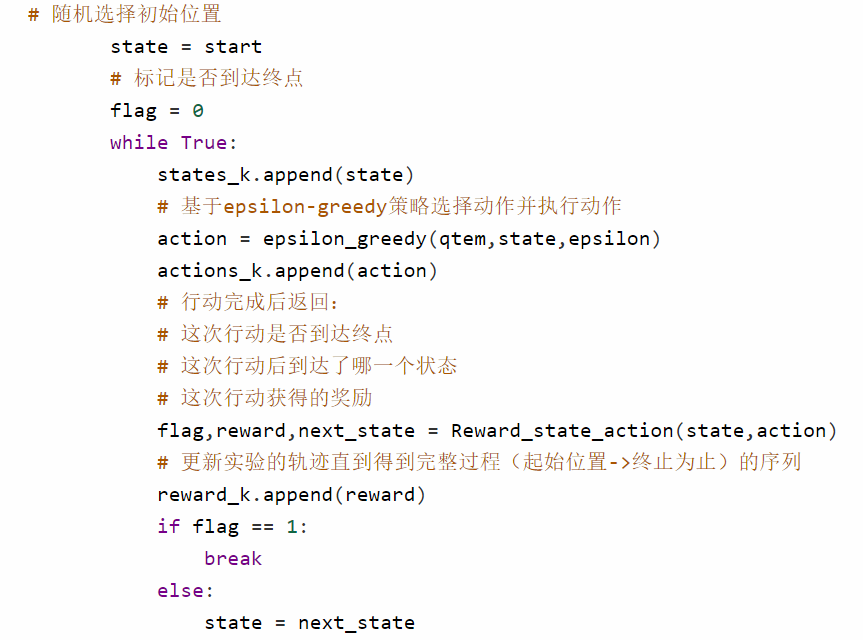 # 随机选择初始位置
state = start
# 标记是否到达终点
flag = 0
while True:
states_k.append(state)
# 基于epsilon-greedy策略选择动作并执行动作
action = epsilon_greedy(qtem,state,epsilon)
actions_k.append(action)
# 行动完成后返回：
# 这次行动是否到达终点
# 这次行动后到达了哪一个状态
# 这次行动获得的奖励
flag,reward,next_state = Reward_state_action(state,action)
# 更新实验的轨迹直到得到完整过程（起始位置->终止为止）的序列
reward_k.append(reward)
if flag == 1:
break
else:
state = next_state